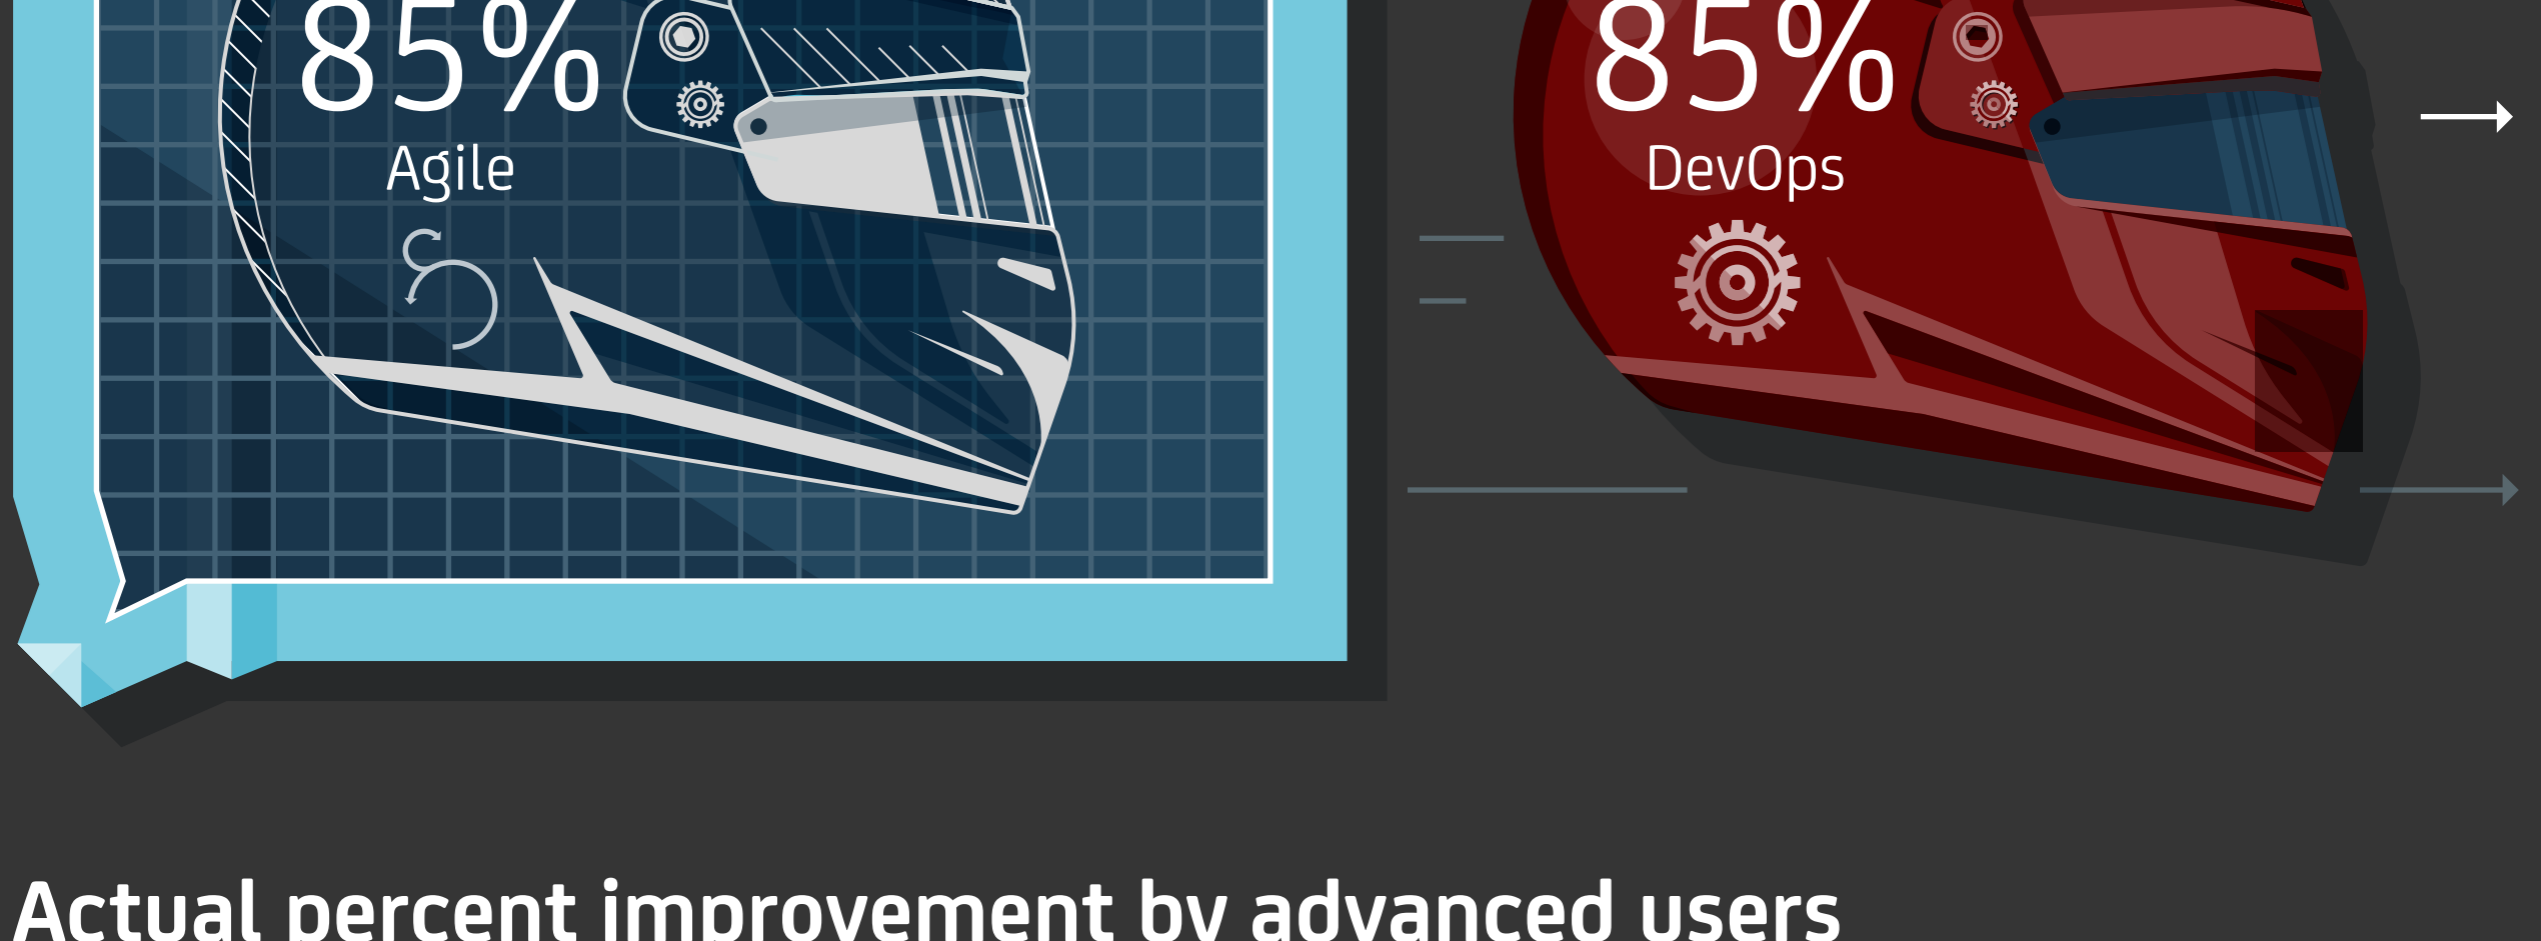 85%
Agile
85%
DevOps
Actual percent improvement by advanced users